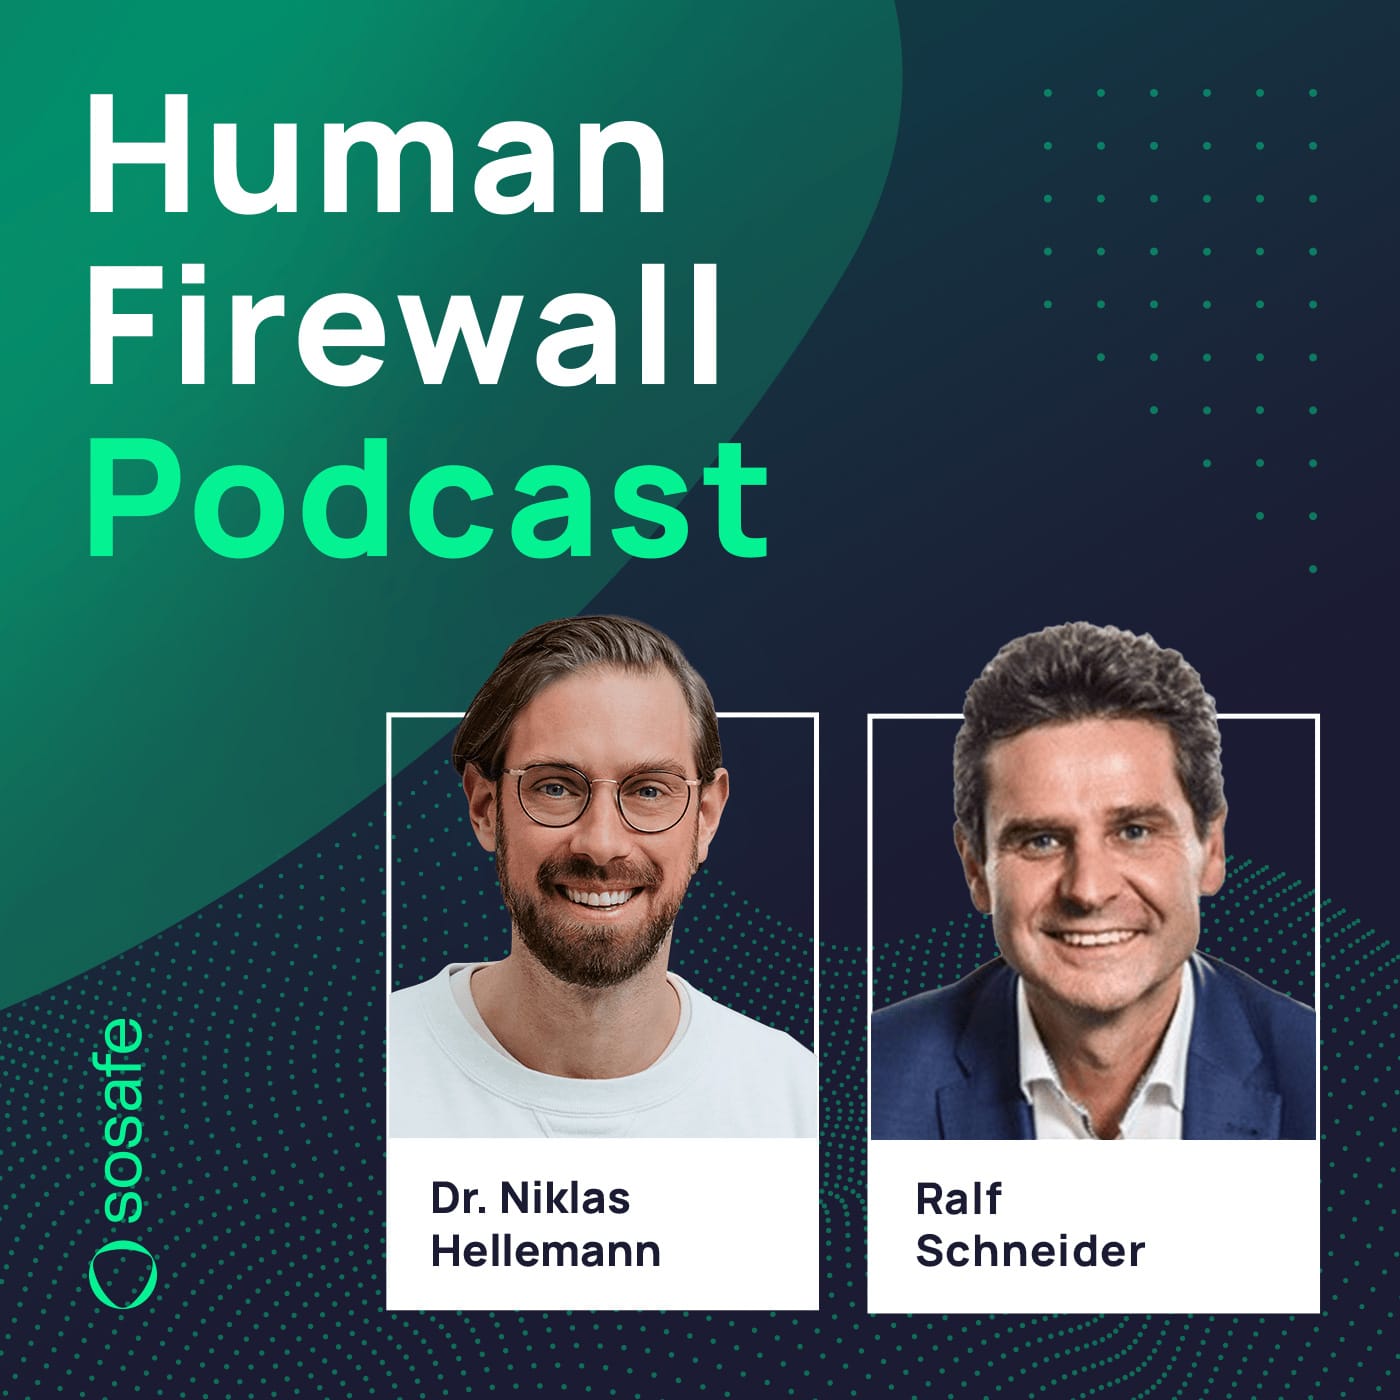 Human
Firewall
Podcast
sosafe
Dr. Niklas
Hellemann
Ralf
Schneider